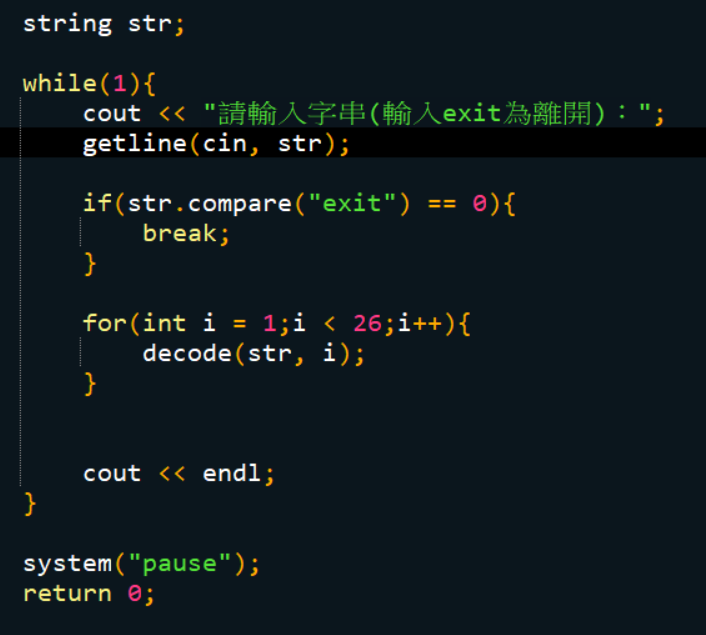 string str;
while(1){
cout << "請輸入字串(輸入exit為離開)：";
getline(cin, str);
if(str.compare("exit") == 0){
break;
}
for(int i = 1;i < 26;i++){
decode(str, i);
}
cout << endl;
}
system("pause");
return 0;